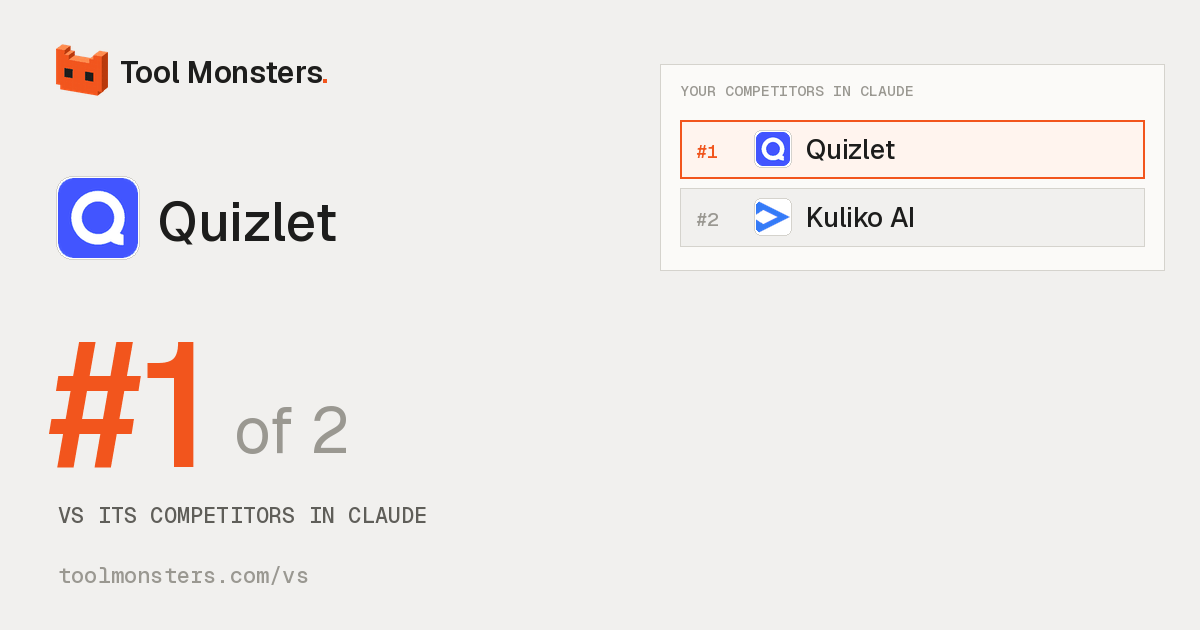 Tool Monsters.
Quizlet
#1 of 2
VS ITS COMPETITORS IN CLAUDE
toolmonsters.com/vs
YOUR COMPETITORS IN CLAUDE
#1 Quizlet
#2 Kuliko AI